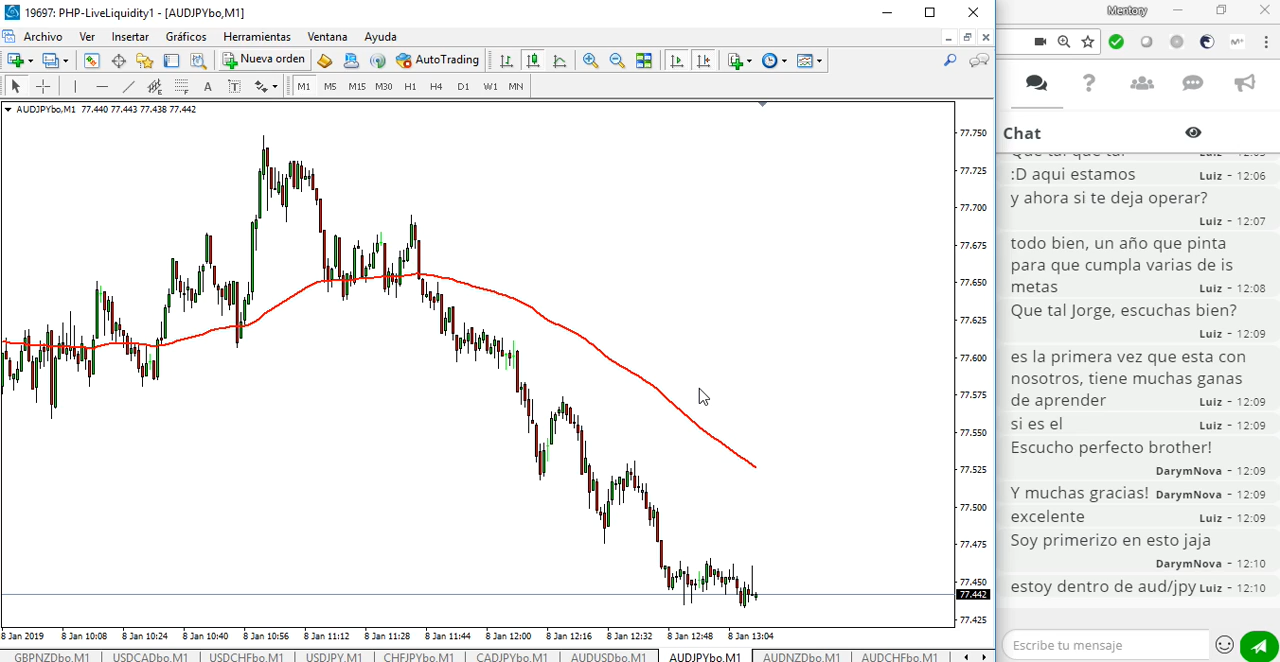 19697: PHP-LiveLiquidity1 - [AUDJPYbo,M1]
Archivo Ver Insertar Gráficos Herramientas Ventana Ayuda
Nueva orden AutoTrading
A T M1 M5 M15 M30 H1 H4 D1 W1 MN
AUDJPYbo,M1 77.440 77.443 77.438 77.442
77.750
77.725
77.700
77.675
77.650
77.625
77.600
77.575
77.550
77.525
77.500
77.475
77.450
77.442
77.425
8 Jan 2019 8 Jan 10:08 8 Jan 10:24 8 Jan 10:40 8 Jan 10:56 8 Jan 11:12 8 Jan 11:28 8 Jan 11:44 8 Jan 12:00 8 Jan 12:16 8 Jan 12:32 8 Jan 12:48 8 Jan 13:04
GBPNZDbo,M1 USDCADbo,M1 USDCHFbo,M1 USDJPY,M1 CHFJPYbo,M1 CADJPYbo,M1 AUDUSDbo,M1 AUDJPYbo,M1 AUDNZDbo,M1 AUDCHFbo,M1
Mentory
Chat
:D aqui estamos Luiz - 12:06
y ahora si te deja operar?
Luiz - 12:07
todo bien, un año que pinta
para que cumpla varias de is
metas Luiz - 12:08
Que tal Jorge, escuchas bien?
Luiz - 12:09
es la primera vez que esta con
nosotros, tiene muchas ganas
de aprender Luiz - 12:09
si es el Luiz - 12:09
Escucho perfecto brother!
DarymNova - 12:09
Y muchas gracias! DarymNova - 12:09
excelente Luiz - 12:09
Soy primerizo en esto jaja
DarymNova - 12:10
estoy dentro de aud/jpy Luiz - 12:10
Escribe tu mensaje